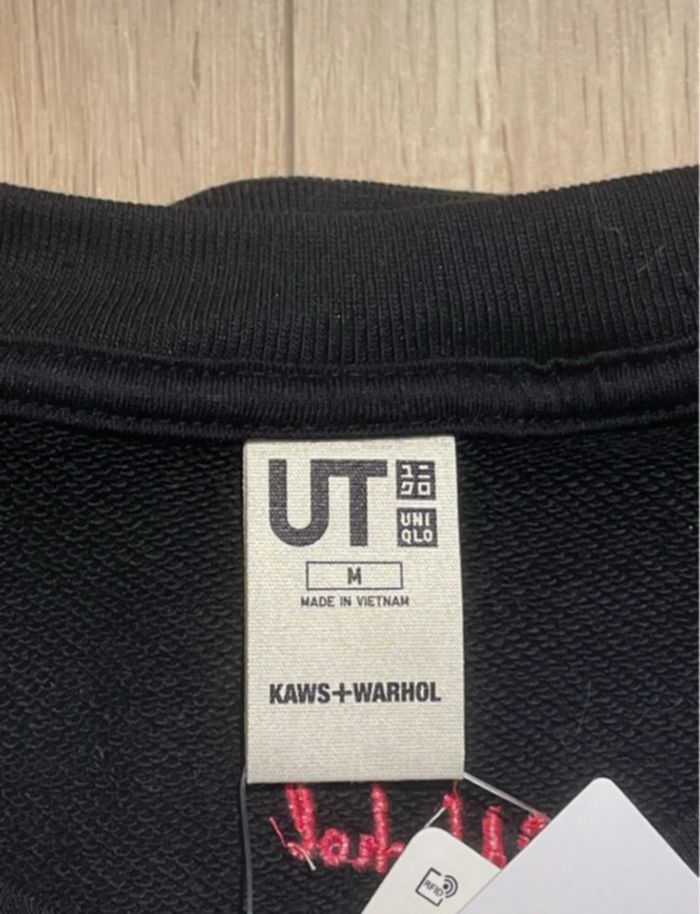 UT
ユニ
クロ
UNI
QLO
M
MADE IN VIETNAM
KAWS+WARHOL
RFID